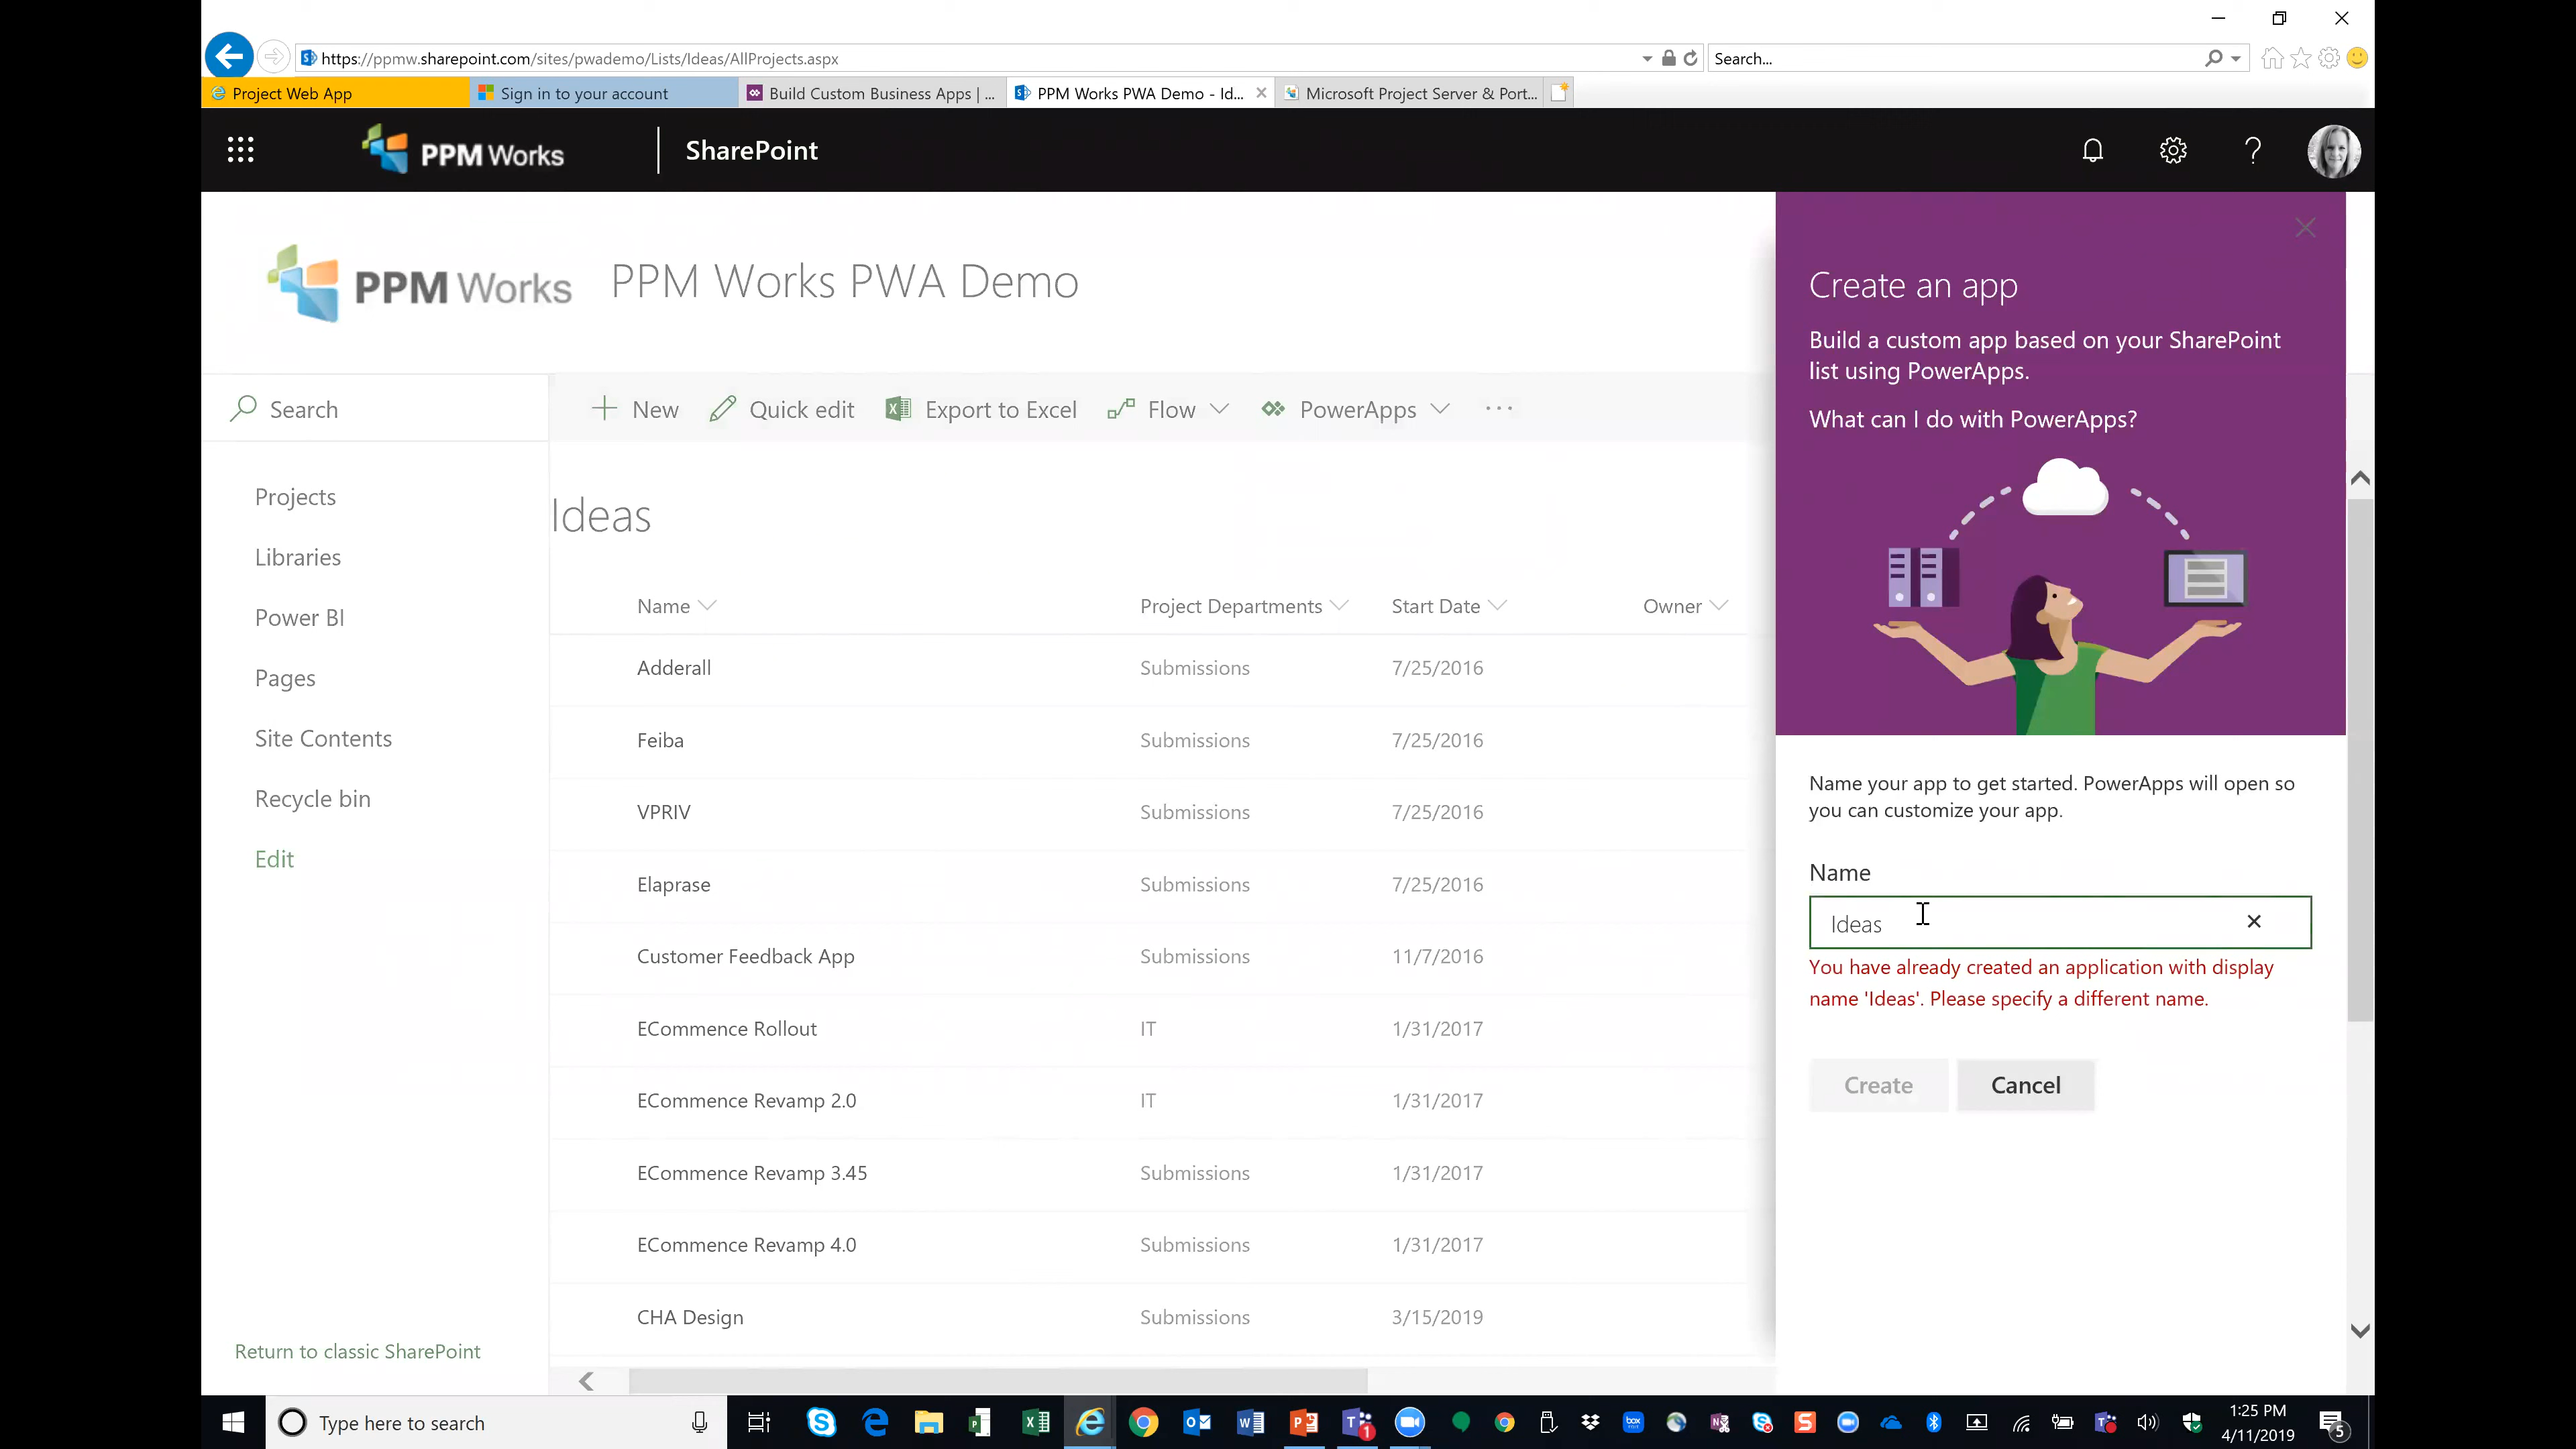 https://ppmw.sharepoint.com/sites/pwademo/Lists/Ideas/AllProjects.aspx
Search...
Project Web App
Sign in to your account
Build Custom Business Apps | ...
PPM Works PWA Demo - Id...
Microsoft Project Server & Port...
PPM Works
SharePoint
PPM Works
PPM Works PWA Demo
Search
New
Quick edit
Export to Excel
Flow
PowerApps
Projects
Libraries
Power BI
Pages
Site Contents
Recycle bin
Edit
Return to classic SharePoint
Ideas
Name
Project Departments
Start Date
Owner
Adderall
Submissions
7/25/2016
Feiba
Submissions
7/25/2016
VPRIV
Submissions
7/25/2016
Elaprase
Submissions
7/25/2016
Customer Feedback App
Submissions
11/7/2016
ECommence Rollout
IT
1/31/2017
ECommence Revamp 2.0
IT
1/31/2017
ECommence Revamp 3.45
Submissions
1/31/2017
ECommence Revamp 4.0
Submissions
1/31/2017
CHA Design
Submissions
3/15/2019
Create an app
Build a custom app based on your SharePoint
list using PowerApps.
What can I do with PowerApps?
Name your app to get started. PowerApps will open so
you can customize your app.
Name
Ideas
You have already created an application with display
name 'Ideas'. Please specify a different name.
Create
Cancel
Type here to search
1:25 PM
4/11/2019
5